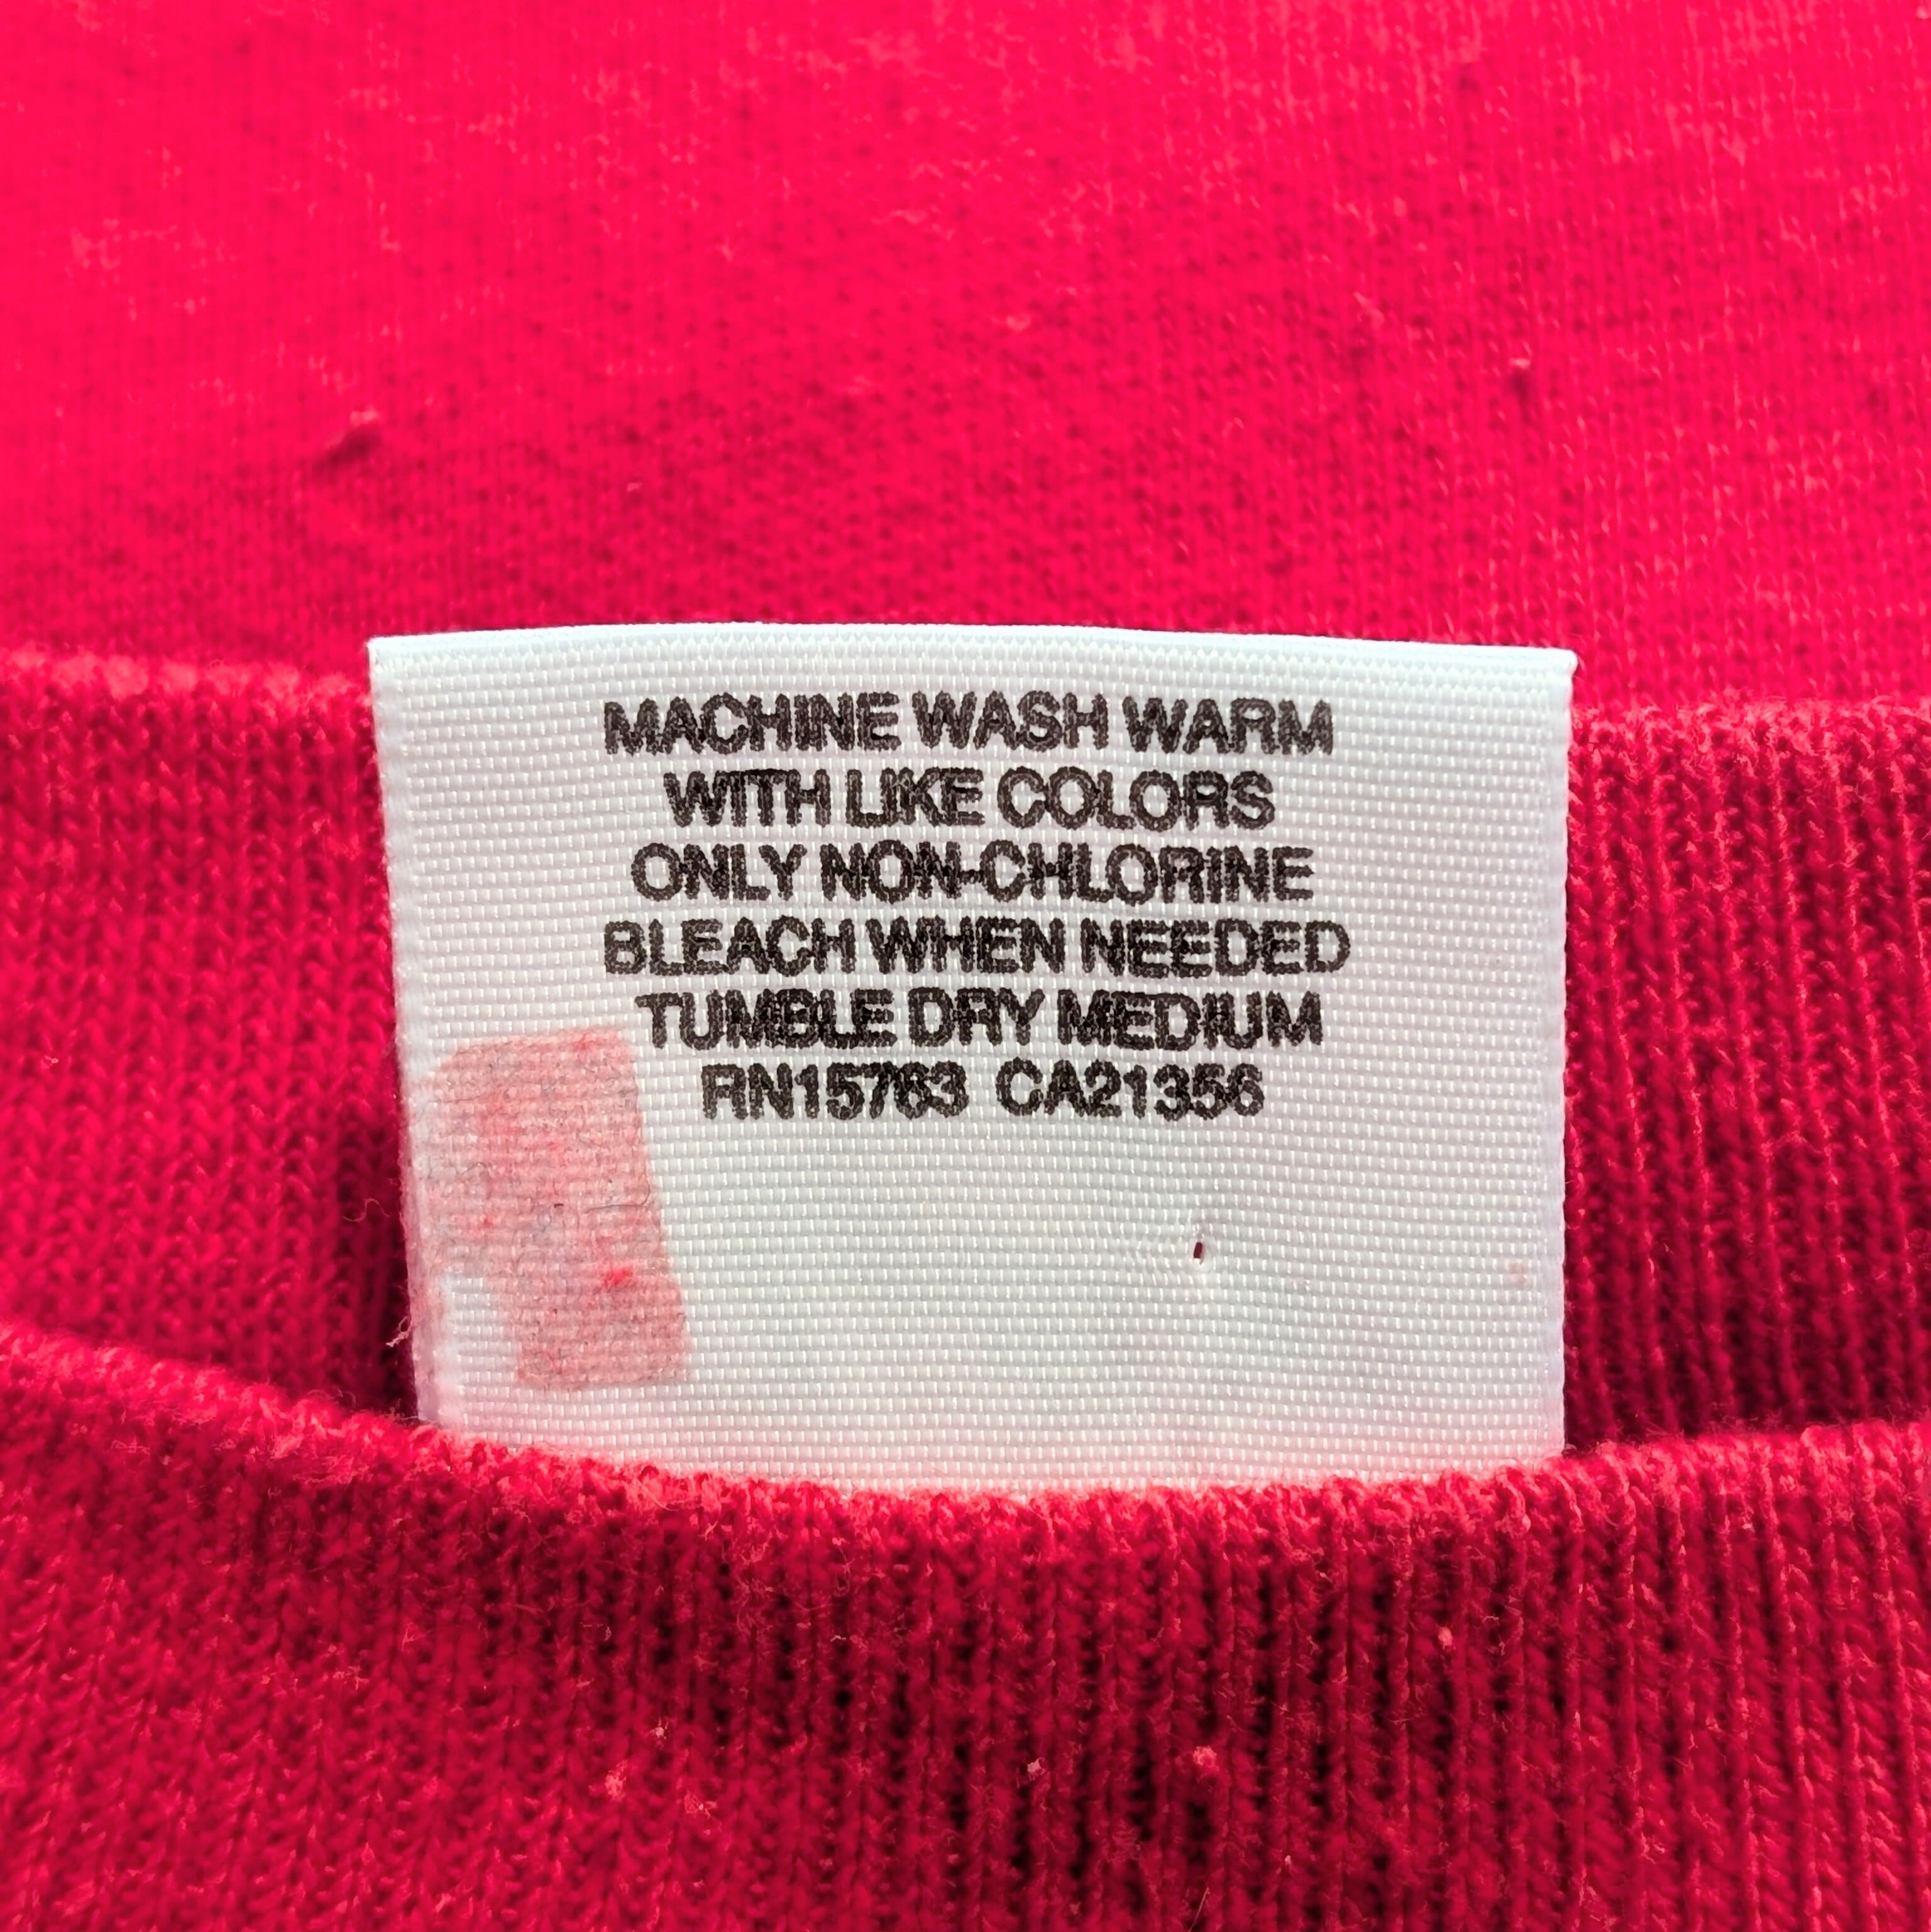 MACHINE WASH WARM
WITH LIKE COLORS
ONLY NON-CHLORINE
BLEACH WHEN NEEDED
TUMBLE DRY MEDIUM
RN15763 CA21356